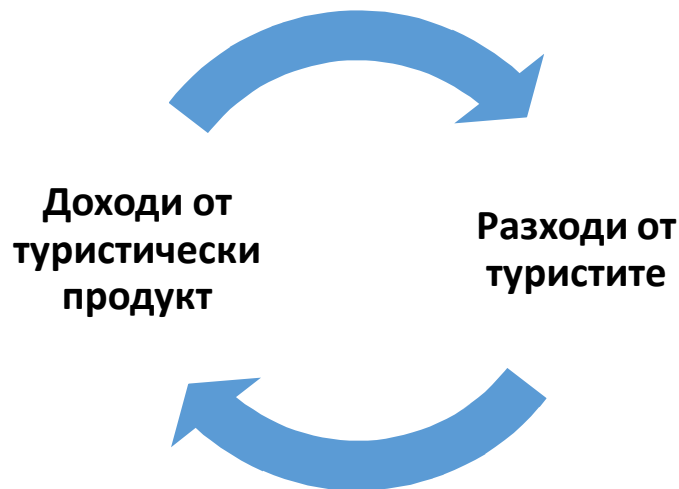 Доходи от
туристически
продукт
Разходи от
туристите